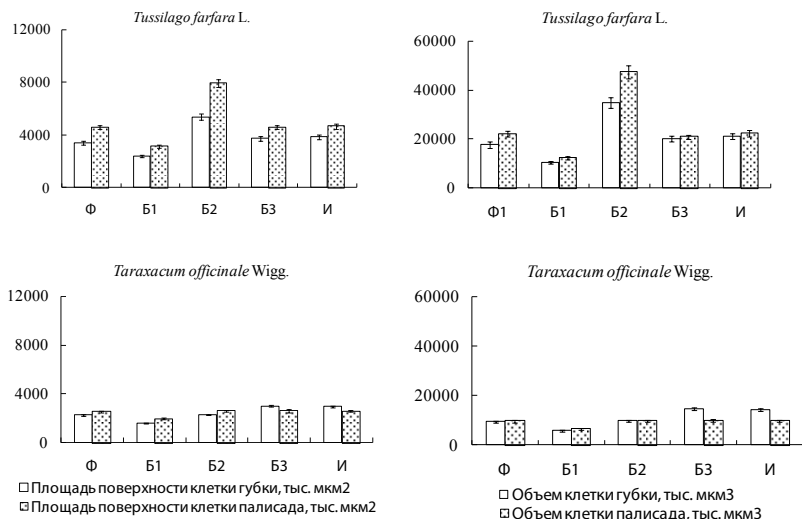 Tussilago farfara L.
12000
8000
4000
0
Ф Б1 Б2 Б3 И
Tussilago farfara L.
60000
40000
20000
0
Ф1 Б1 Б2 Б3 И
Taraxacum officinale Wigg.
12000
8000
4000
0
Ф Б1 Б2 Б3 И
Площадь поверхности клетки губки, тыс. мкм2
Площадь поверхности клетки палисада, тыс. мкм2
Taraxacum officinale Wigg.
60000
40000
20000
0
Ф Б1 Б2 Б3 И
Объем клетки губки, тыс. мкм3
Объем клетки палисада, тыс. мкм3